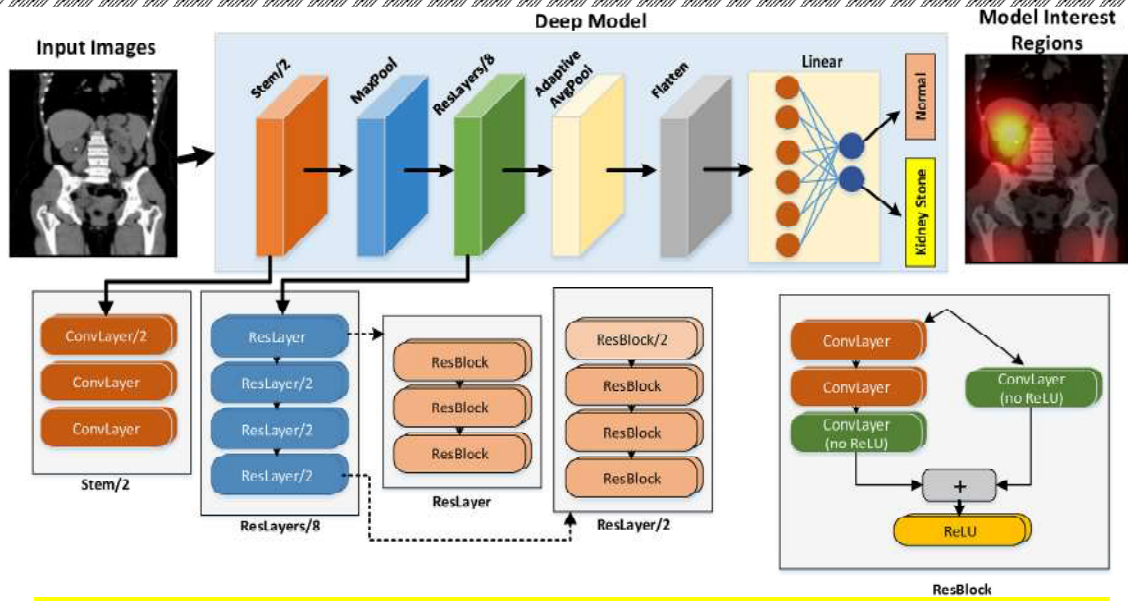 Deep Model
Input Images
Model Interest
Regions
Stem/2
MaxPool
ResLayers/8
Adaptive
AvgPool
Flatten
Linear
Normal
Kidney Stone
ConvLayer/2
ConvLayer
ConvLayer
Stem/2
ResLayer
ResLayer/2
ResLayer/2
ResLayer/2
ResLayers/8
ResBlock
ResBlock
ResBlock
ResLayer
ResBlock/2
ResBlock
ResBlock
ResBlock
ResLayer/2
ConvLayer
ConvLayer
ConvLayer
(no ReLU)
ConvLayer
(no ReLU)
+
ReLU
ResBlock